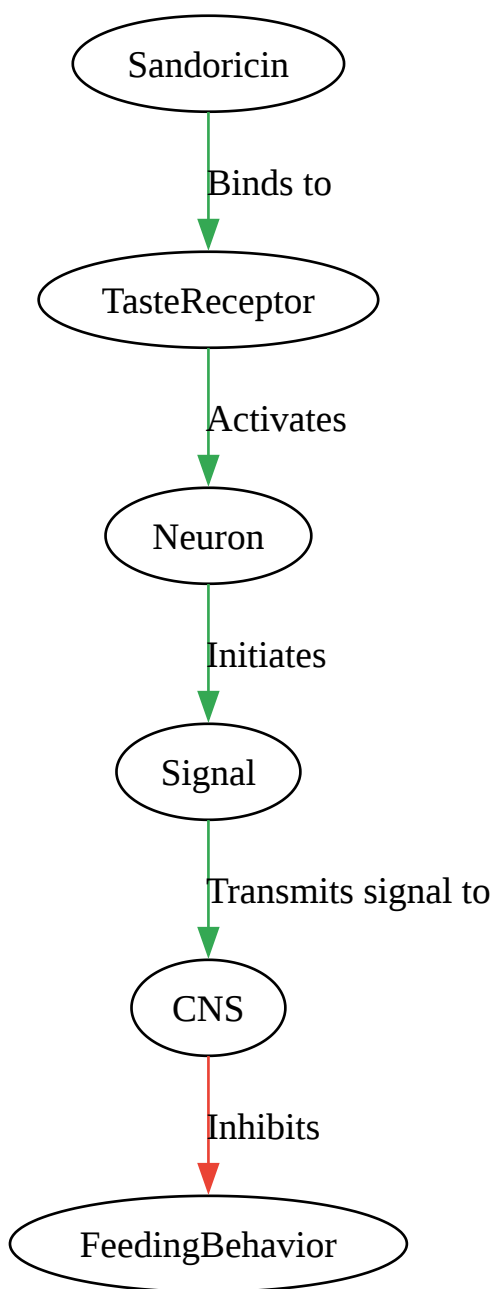 Sandoricin
Binds to
TasteReceptor
Activates
Neuron
Initiates
Signal
Transmits signal to
CNS
Inhibits
FeedingBehavior